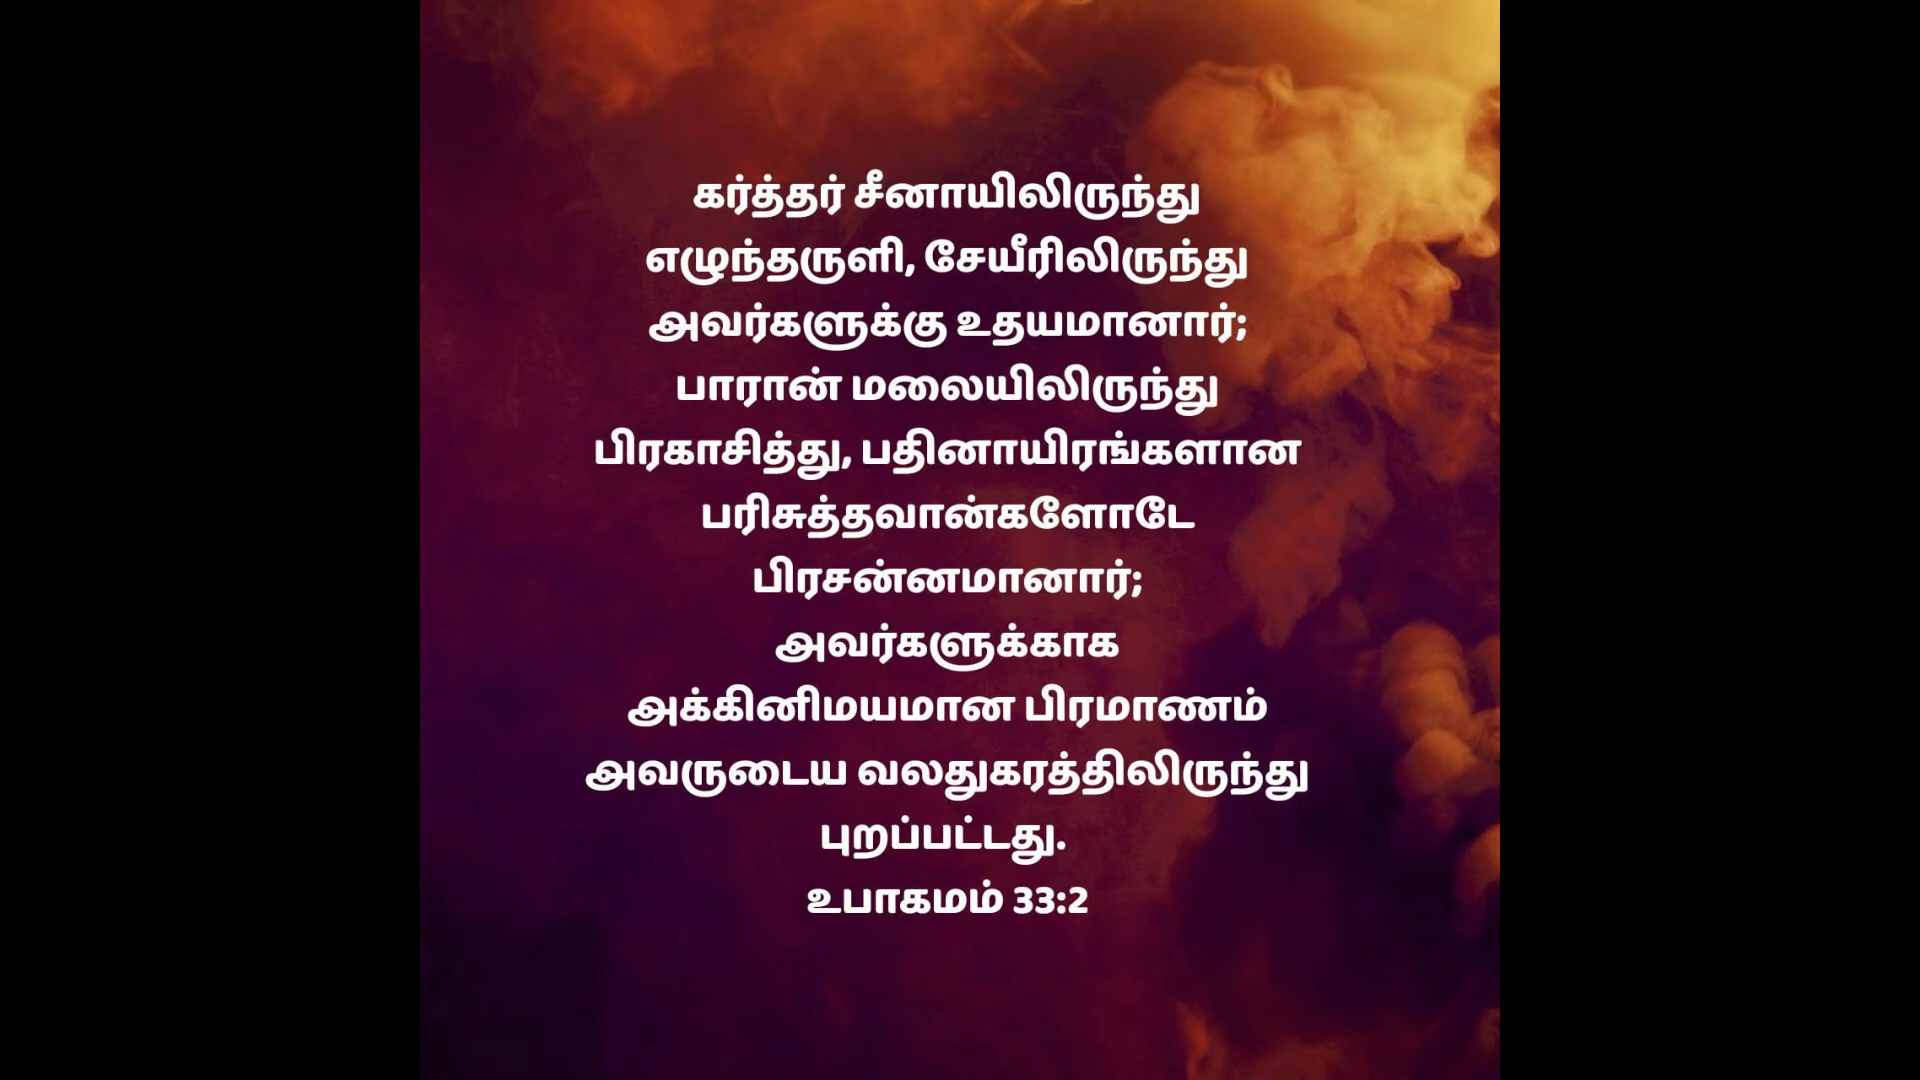 கர்த்தர் சீனாயிலிருந்து
எழுந்தருளி, சேயீரிலிருந்து
அவர்களுக்கு உதயமானார்;
பாரான் மலையிலிருந்து
பிரகாசித்து, பதினாயிரங்களான
பரிசுத்தவான்களோடே
பிரசன்னமானார்;
அவர்களுக்காக
அக்கினிமயமான பிரமாணம்
அவருடைய வலதுகரத்திலிருந்து
புறப்பட்டது.
உபாகமம் 33:2